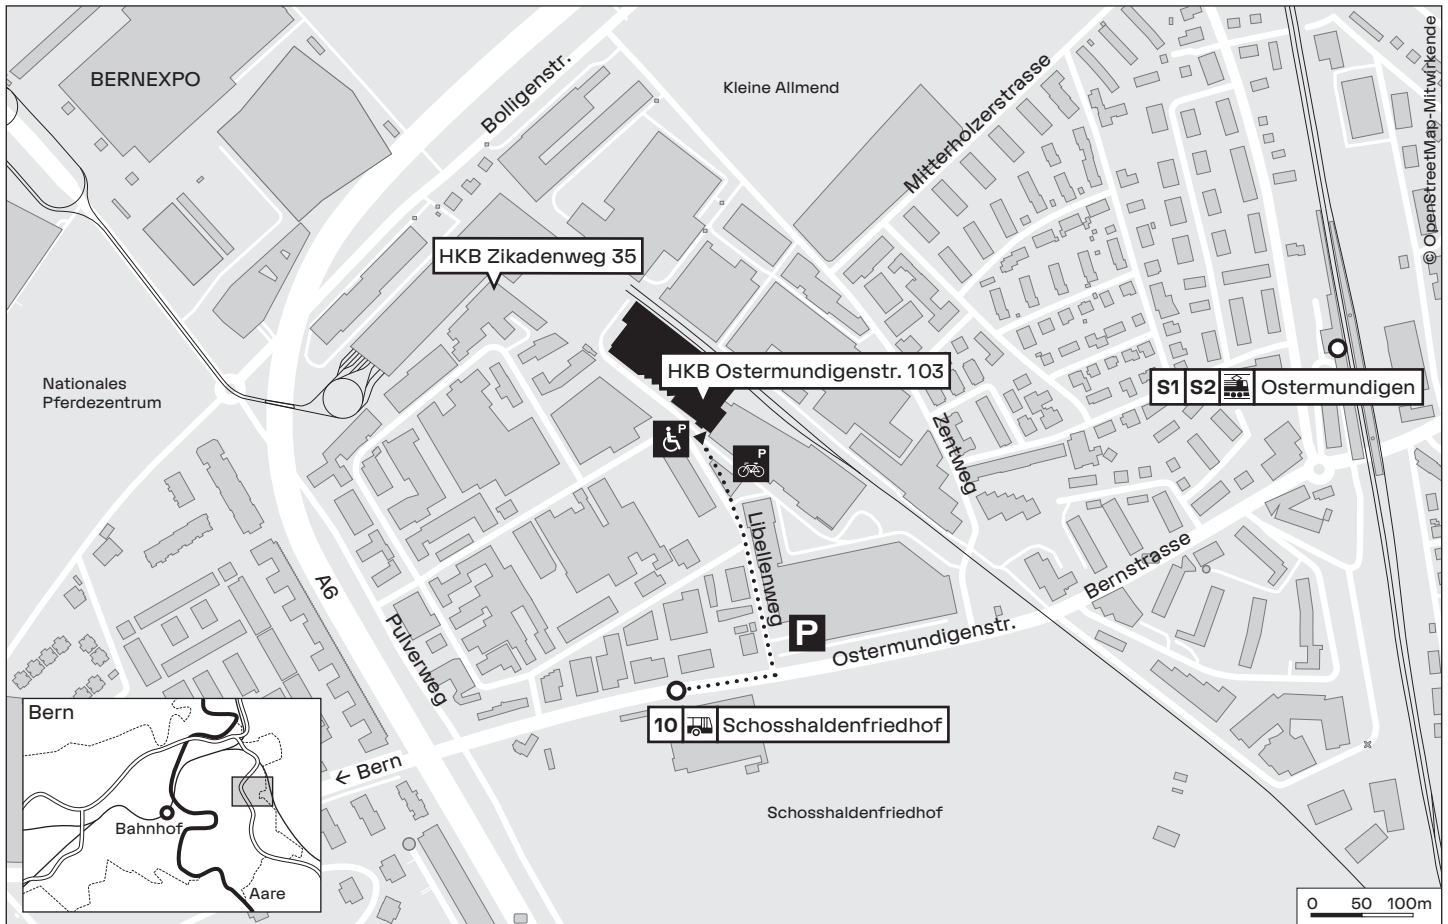 BERNEXPO
Bolligenstr.
Kleine Allmend
Mitterholzerstrasse
© OpenStreetMap-Mitwirkende
HKB Zikadenweg 35
HKB Ostermundigenstr. 103
Nationales
Pferdezentrum
S1 S2 Ostermundigen
P
P
Zentweg
Libellenweg
A6
Pulverweg
Bernstrasse
P
Ostermundigenstr.
10 Schosshaldenfriedhof
← Bern
Schosshaldenfriedhof
Bern
Bahnhof
Aare
0 50 100m